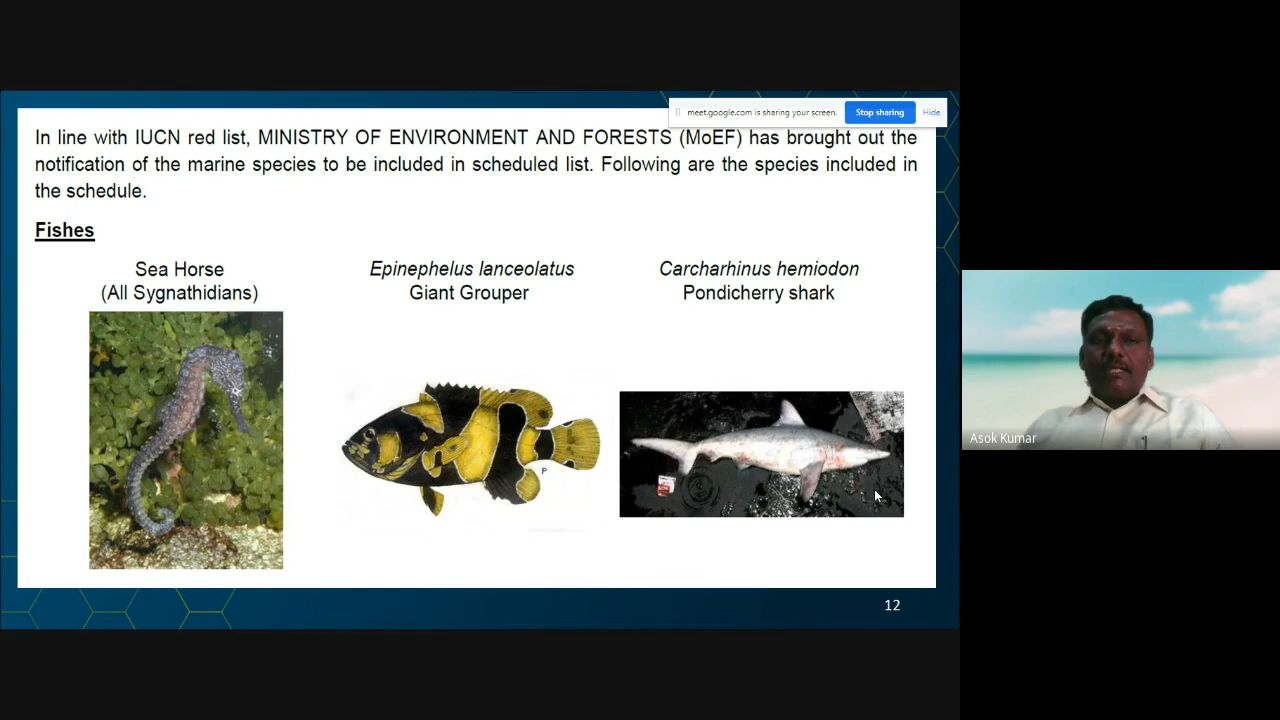 meet.google.com is sharing your screen.
Stop sharing
Hide
In line with IUCN red list, MINISTRY OF ENVIRONMENT AND FORESTS (MoEF) has brought out the
notification of the marine species to be included in scheduled list. Following are the species included in
the schedule.
Fishes
Sea Horse
(All Sygnathidians)
Epinephelus lanceolatus
Giant Grouper
Carcharhinus hemiodon
Pondicherry shark
P
12
Asok Kumar